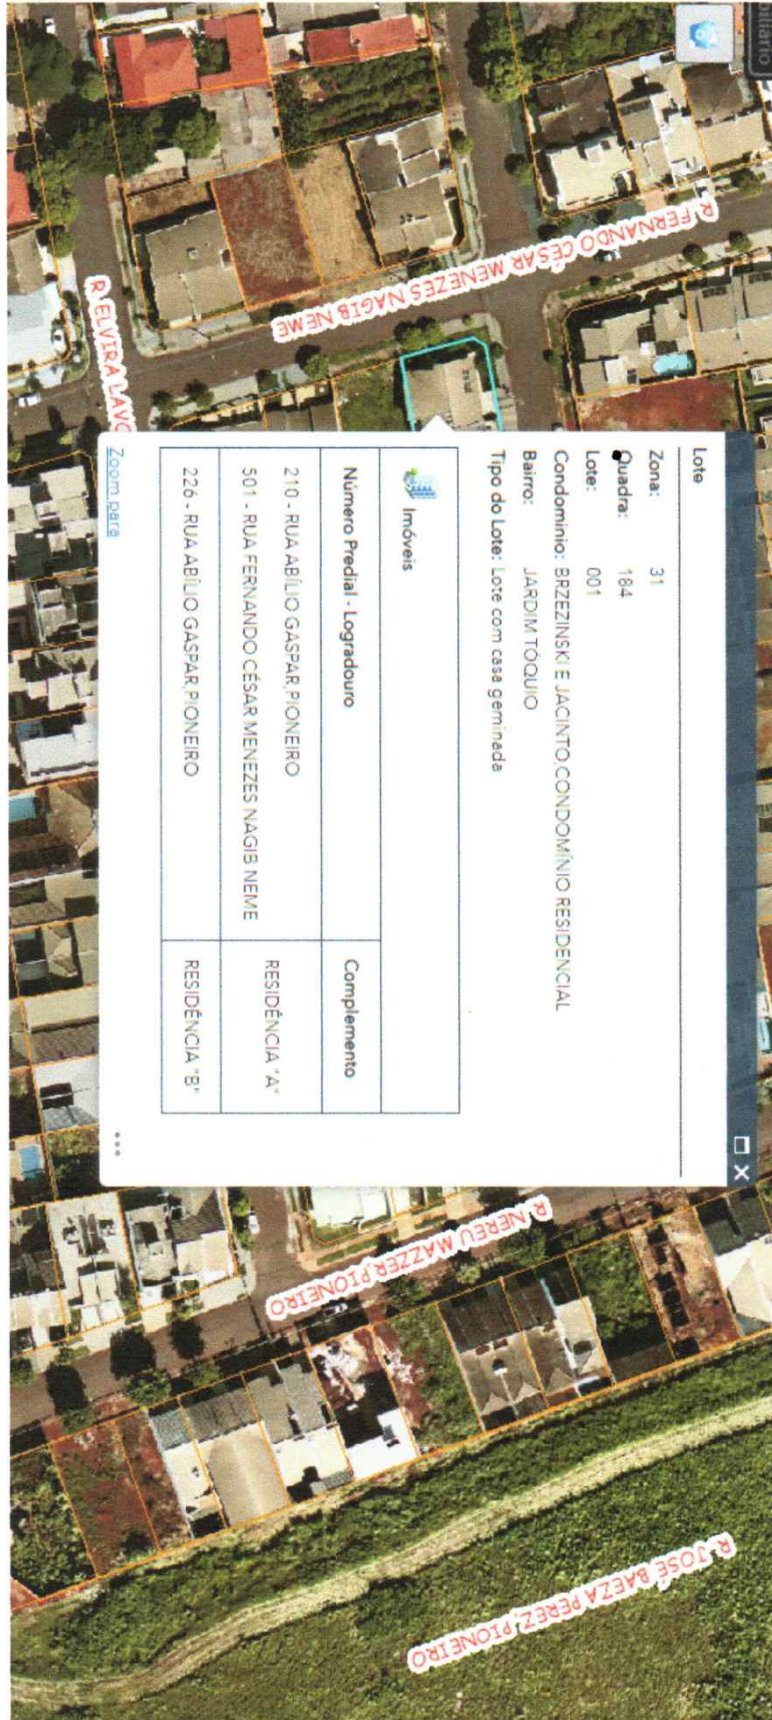 biliário
R. FERNANDO CÉSAR MENEZES NAGIB NEME
R. ELVIRA LAVO
Lote
Zona: 31
Quadra: 184
Lote: 001
Condomínio: BRZEZINSKI E JACINTO,CONDOMÍNIO RESIDENCIAL
Bairro: JARDIM TÓQUIO
Tipo do Lote: Lote com casa geminada
Imóveis
Número Predial - Logradouro Complemento
210 - RUA ABÍLIO GASPAR,PIONEIRO
501 - RUA FERNANDO CÉSAR MENEZES NAGIB NEME RESIDÊNCIA "A"
226 - RUA ABÍLIO GASPAR,PIONEIRO RESIDÊNCIA "B"
Zoom para
R. NEREU MAZZER,PIONEIRO
R. JOSÉ BAEZA PEREZ, PIONEIRO